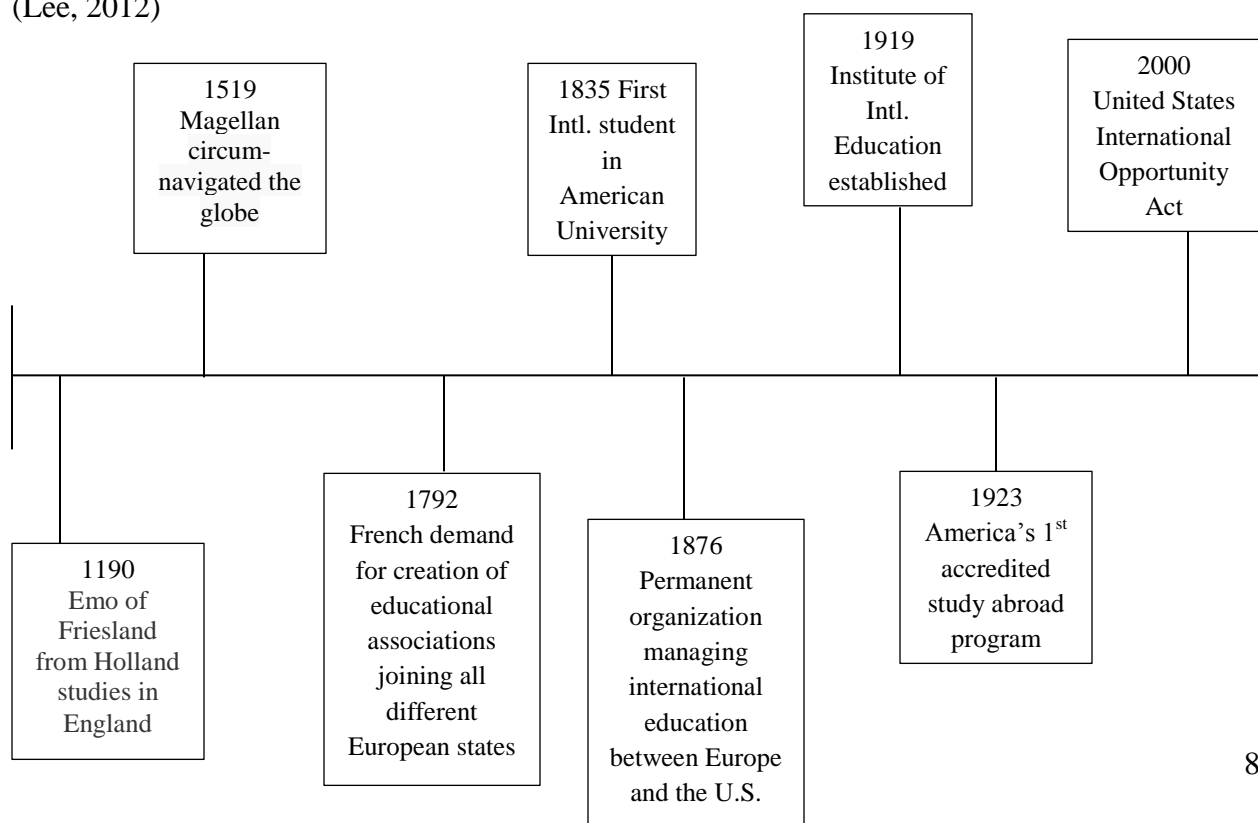 (Lee, 2012)
1519
Magellan
circum-
navigated the
globe
1835 First
Intl. student
in
American
University
1919
Institute of
Intl.
Education
established
2000
United States
International
Opportunity
Act
1190
Emo of
Friesland
from Holland
studies in
England
1792
French demand
for creation of
educational
associations
joining all
different
European states
1876
Permanent
organization
managing
international
education
between Europe
and the U.S.
1923
America’s 1st
accredited
study abroad
program
8